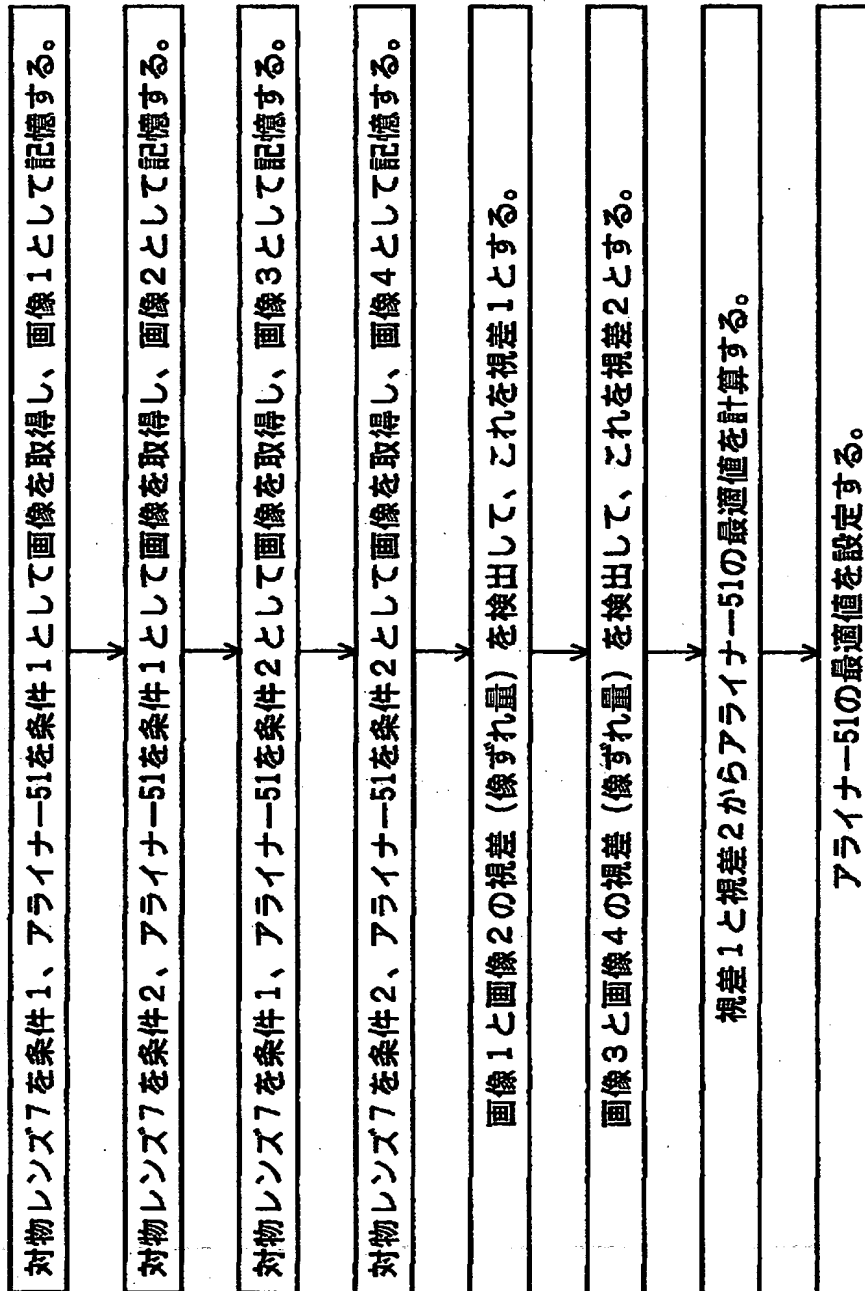 対物レンズ7を条件1、アライナー51を条件1として画像を取得し、画像1として記憶する。
対物レンズ7を条件2、アライナー51を条件1として画像を取得し、画像2として記憶する。
対物レンズ7を条件1、アライナー51を条件2として画像を取得し、画像3として記憶する。
対物レンズ7を条件2、アライナー51を条件2として画像を取得し、画像4として記憶する。
画像1と画像2の視差(像ずれ量)を検出して、これを視差1とする。
画像3と画像4の視差(像ずれ量)を検出して、これを視差2とする。
視差1と視差2からアライナー51の最適値を計算する。
アライナー51の最適値を設定する。